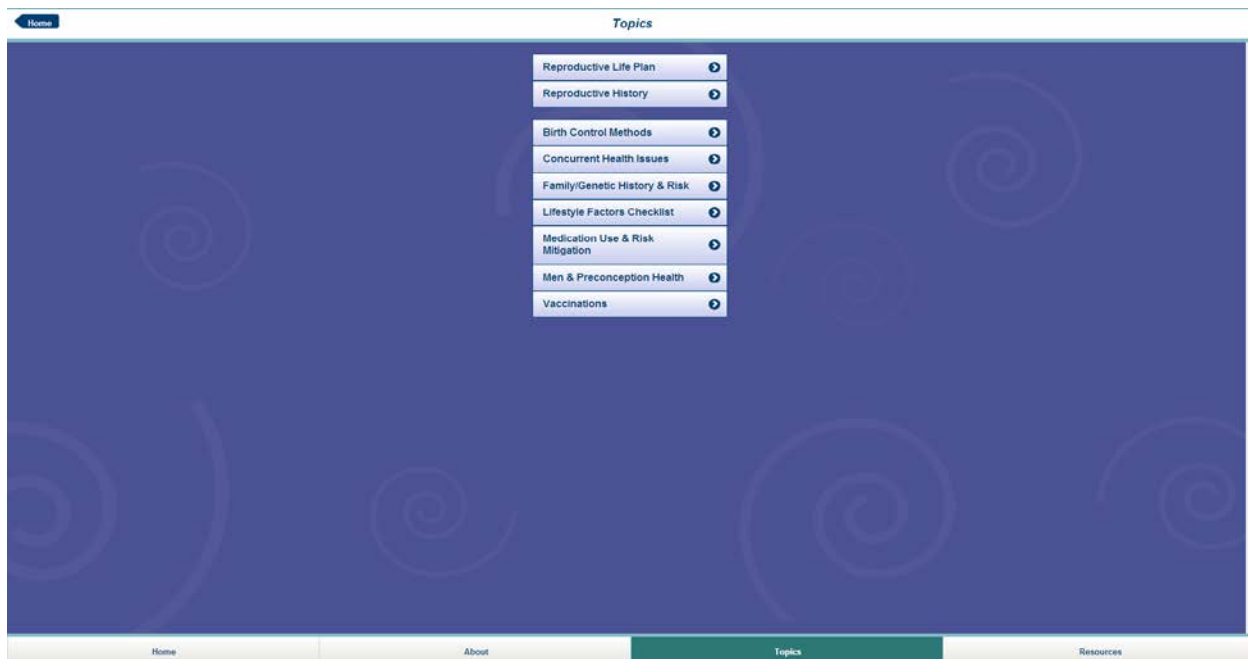 Home
Topics
Reproductive Life Plan
Reproductive History
Birth Control Methods
Concurrent Health Issues
Family/Genetic History & Risk
Lifestyle Factors Checklist
Medication Use & Risk
Mitigation
Men & Preconception Health
Vaccinations
Home
About
Topics
Resources